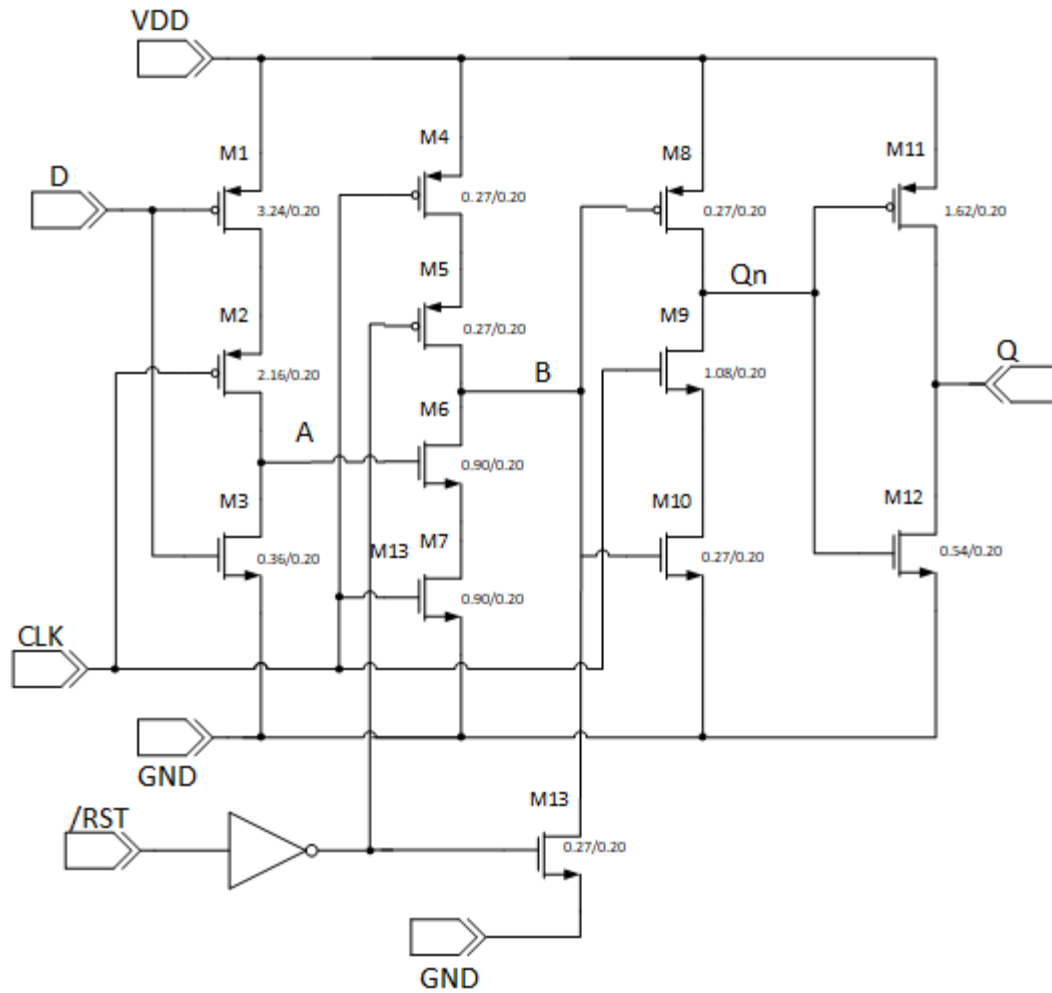 VDD
M1
M4
M8
M11
D
3.24/0.20
0.27/0.20
0.27/0.20
1.62/0.20
M2
M5
Qn
M9
Q
2.16/0.20
0.27/0.20
B
1.08/0.20
A
M6
0.90/0.20
M3
M13
M7
M10
M12
0.36/0.20
0.90/0.20
0.27/0.20
0.54/0.20
CLK
GND
/RST
M13
0.27/0.20
GND